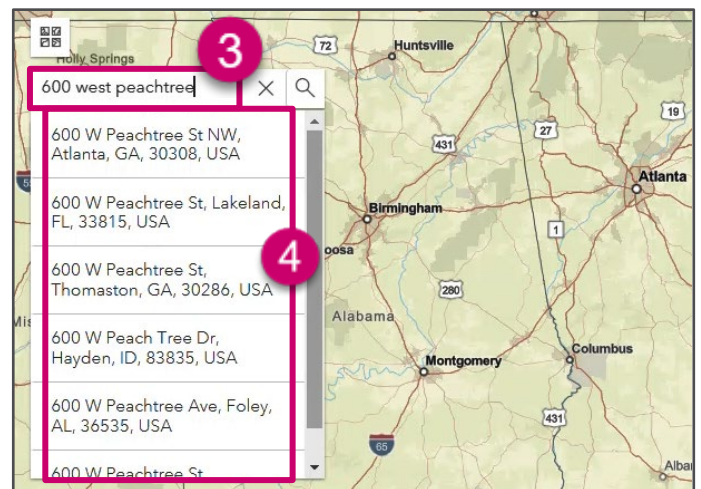 3
72
Huntsville
Holly Springs
600 west peachtree
19
600 W Peachtree St NW,
Atlanta, GA, 30308, USA
27
431
Atlanta
600 W Peachtree St, Lakeland,
FL, 33815, USA
Birmingham
1
4
oosa
600 W Peachtree St,
Thomaston, GA, 30286, USA
280
Mis
Alabama
600 W Peach Tree Dr,
Hayden, ID, 83835, USA
Columbus
Montgomery
600 W Peachtree Ave, Foley,
AL, 36535, USA
431
65
Alba
600 W Peachtree St